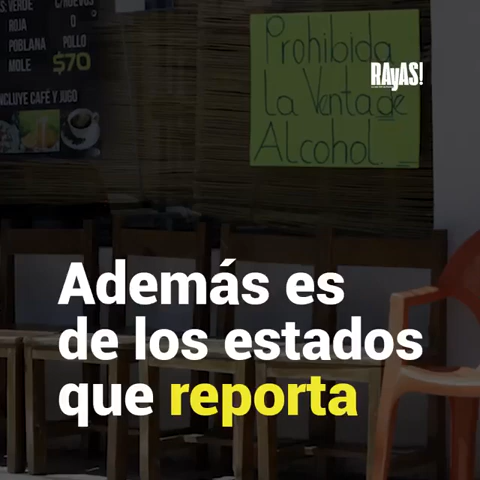 S: VERDE C/HUEVOS
ROJA O
POBLANA POLLO
MOLE $70
INCLUYE CAFÉ Y JUGO
Prohibida
La Venta de
Alcohol.
RAyAS!
Además es
de los estados
que reporta